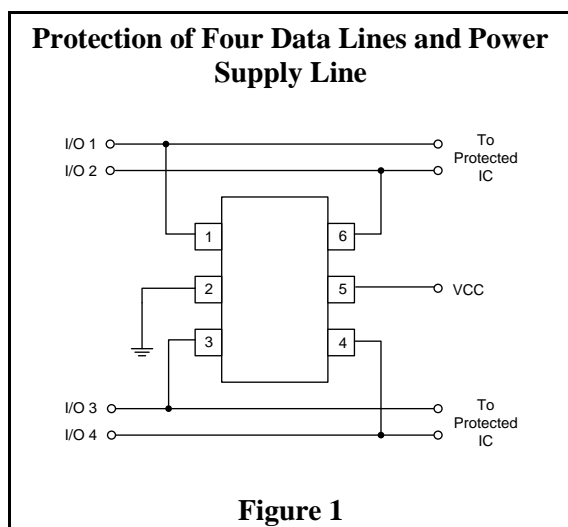 Protection of Four Data Lines and Power
Supply Line
I/O 1
To
Protected
IC
I/O 2
1
6
2
5
VCC
3
4
I/O 3
To
Protected
IC
I/O 4
Figure 1